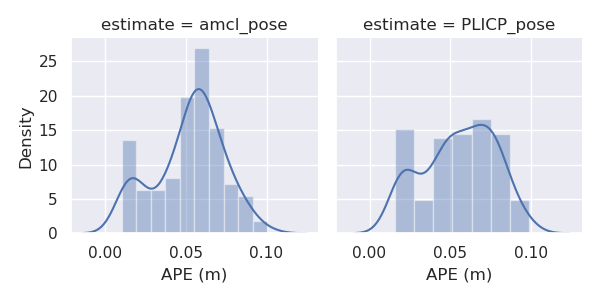 estimate = amcl_pose
estimate = PLICP_pose
Density
25
20
15
10
5
0
0.00 0.05 0.10
0.00 0.05 0.10
APE (m)
APE (m)